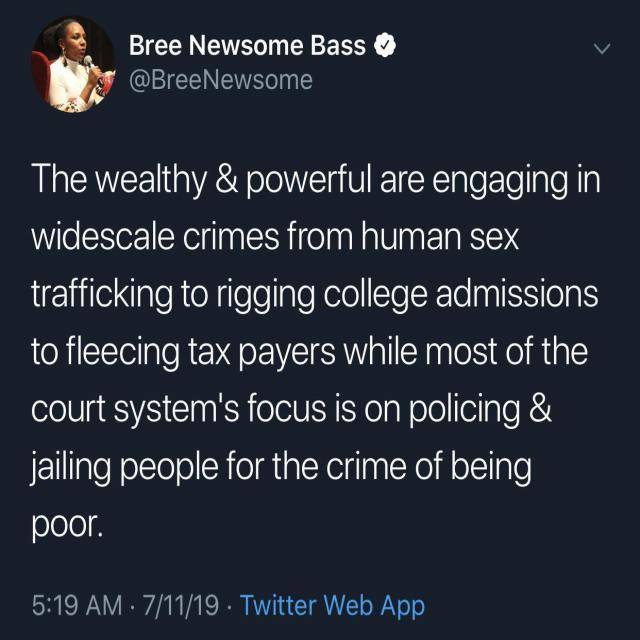 Bree Newsome Bass
@BreeNewsome
The wealthy & powerful are engaging in
widescale crimes from human sex
trafficking to rigging college admissions
to fleecing tax payers while most of the
court system's focus is on policing &
jailing people for the crime of being
poor.
5:19 AM · 7/11/19 · Twitter Web App